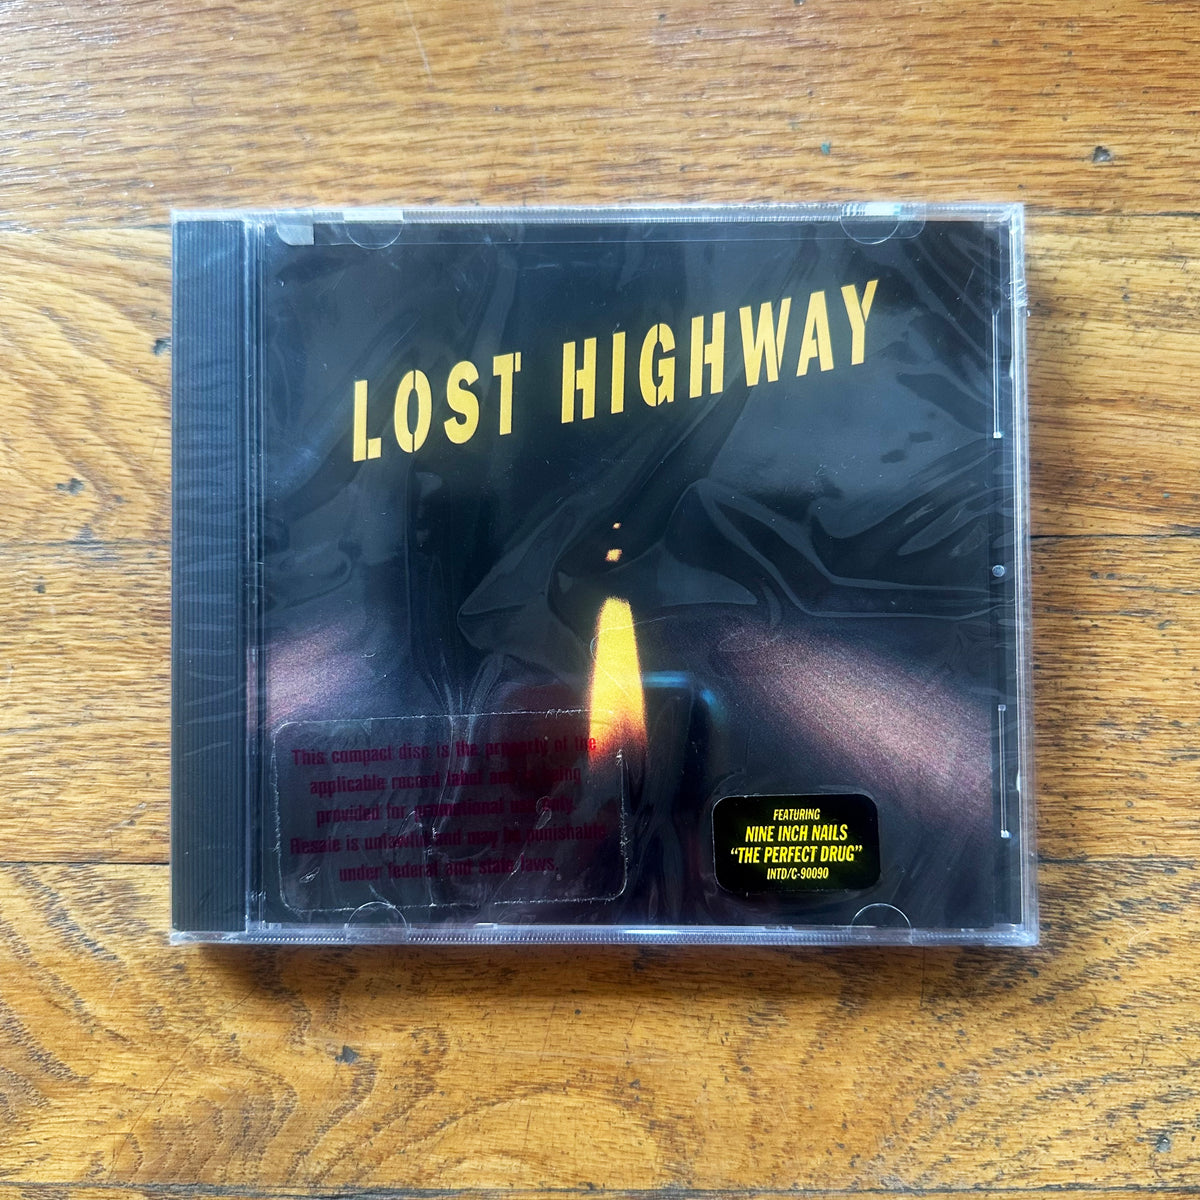 LOST HIGHWAY
This compact disc is the property of the
applicable record label and is being
provided for promotional use only.
Resale is unlawful and may be punishable
under federal and state laws.
FEATURING
NINE INCH NAILS
"THE PERFECT DRUG"
INTD/C-90090